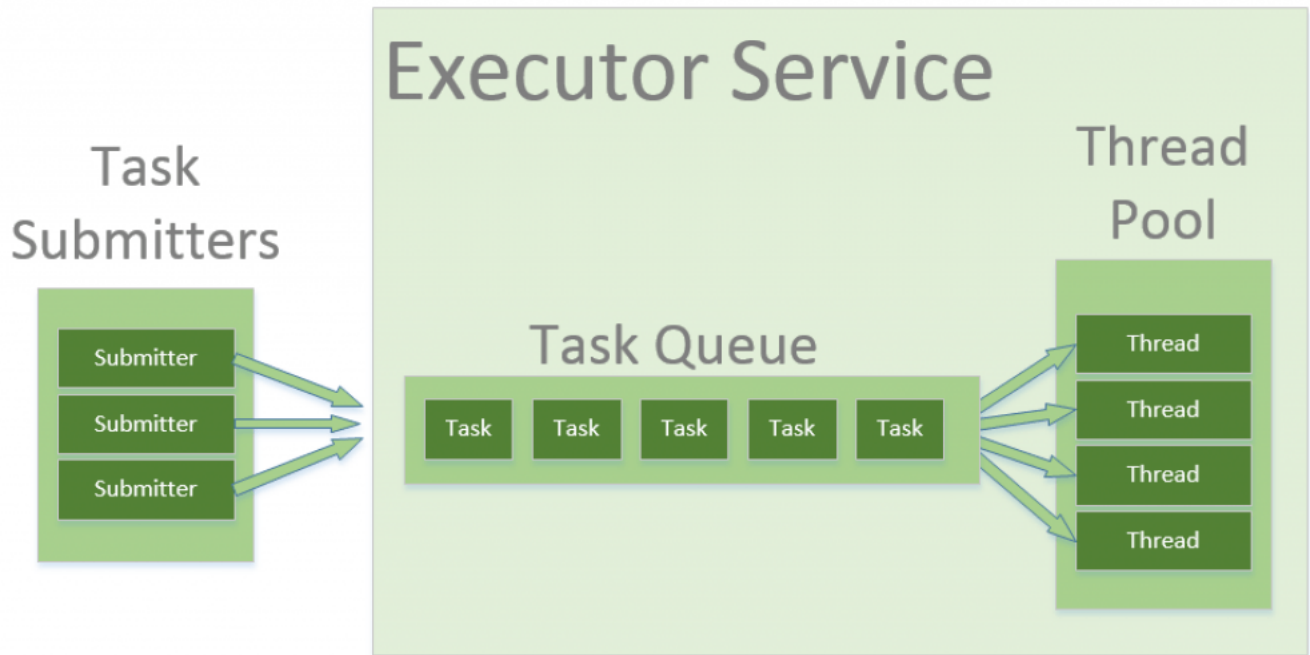 Executor Service
Task
Submitters
Submitter
Submitter
Submitter
Task Queue
Task
Task
Task
Task
Task
Thread
Pool
Thread
Thread
Thread
Thread